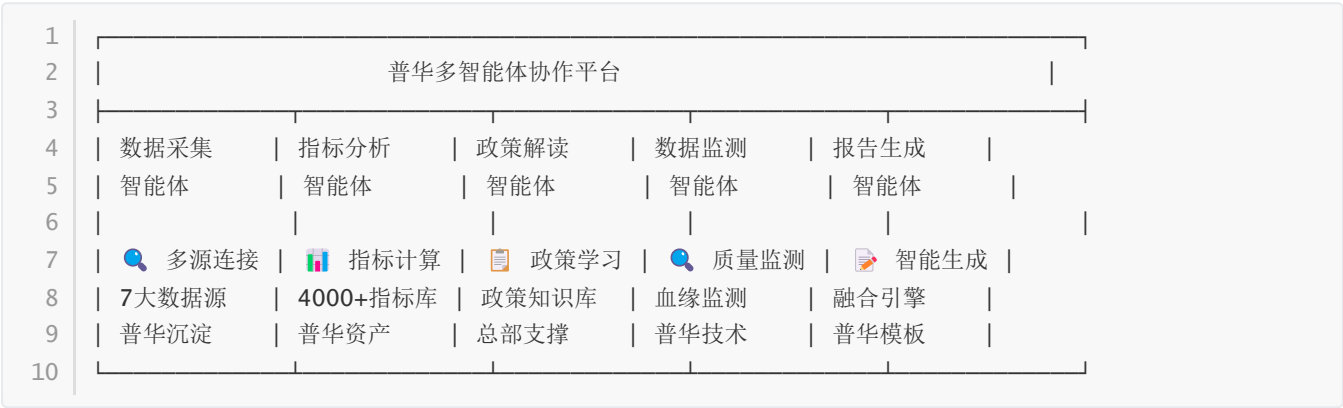 1 ┌────────────────────────────────────────────────────────────────┐
2 │ 普华多智能体协作平台 │
3 ├────────────┬────────────┬────────────┬────────────┬────────────┤
4 │ 数据采集 │ 指标分析 │ 政策解读 │ 数据监测 │ 报告生成 │
5 │ 智能体 │ 智能体 │ 智能体 │ 智能体 │ 智能体 │
6 │ │ │ │ │ │
7 │ 🔍 多源连接 │ 📊 指标计算 │ 📋 政策学习 │ 🔍 质量监测 │ 📝 智能生成 │
8 │ 7大数据源 │ 4000+指标库 │ 政策知识库 │ 血缘监测 │ 融合引擎 │
9 │ 普华沉淀 │ 普华资产 │ 总部支撑 │ 普华技术 │ 普华模板 │
10 └────────────┴────────────┴────────────┴────────────┴────────────┘